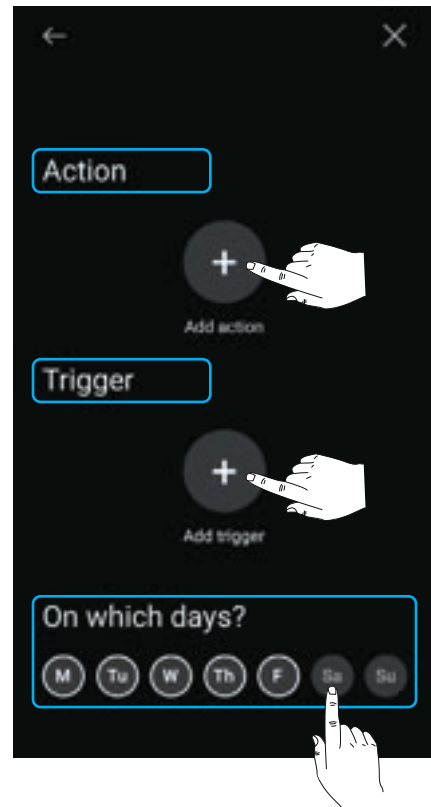 Action
Add action
Trigger
Add trigger
On which days?
M Tu W Th F Sa Su